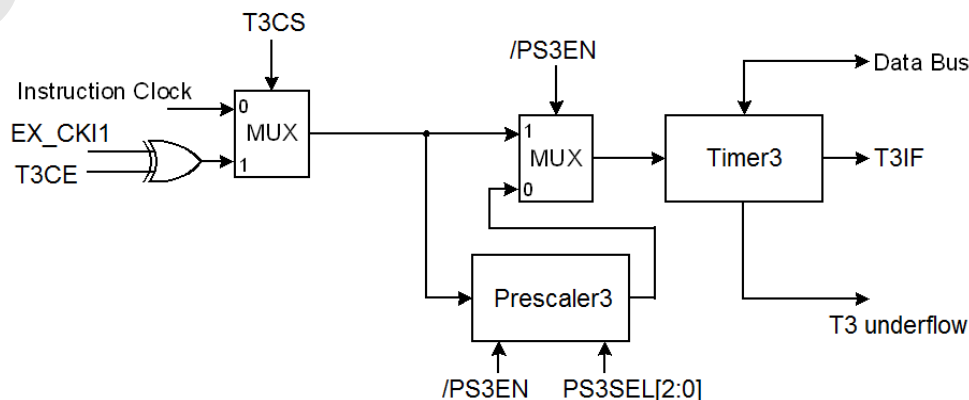 T3CS
/PS3EN
Data Bus
Instruction Clock
0
EX_CKI1
MUX
1
MUX
Timer3
T3IF
T3CE
1
0
Prescaler3
T3 underflow
/PS3EN
PS3SEL[2:0]